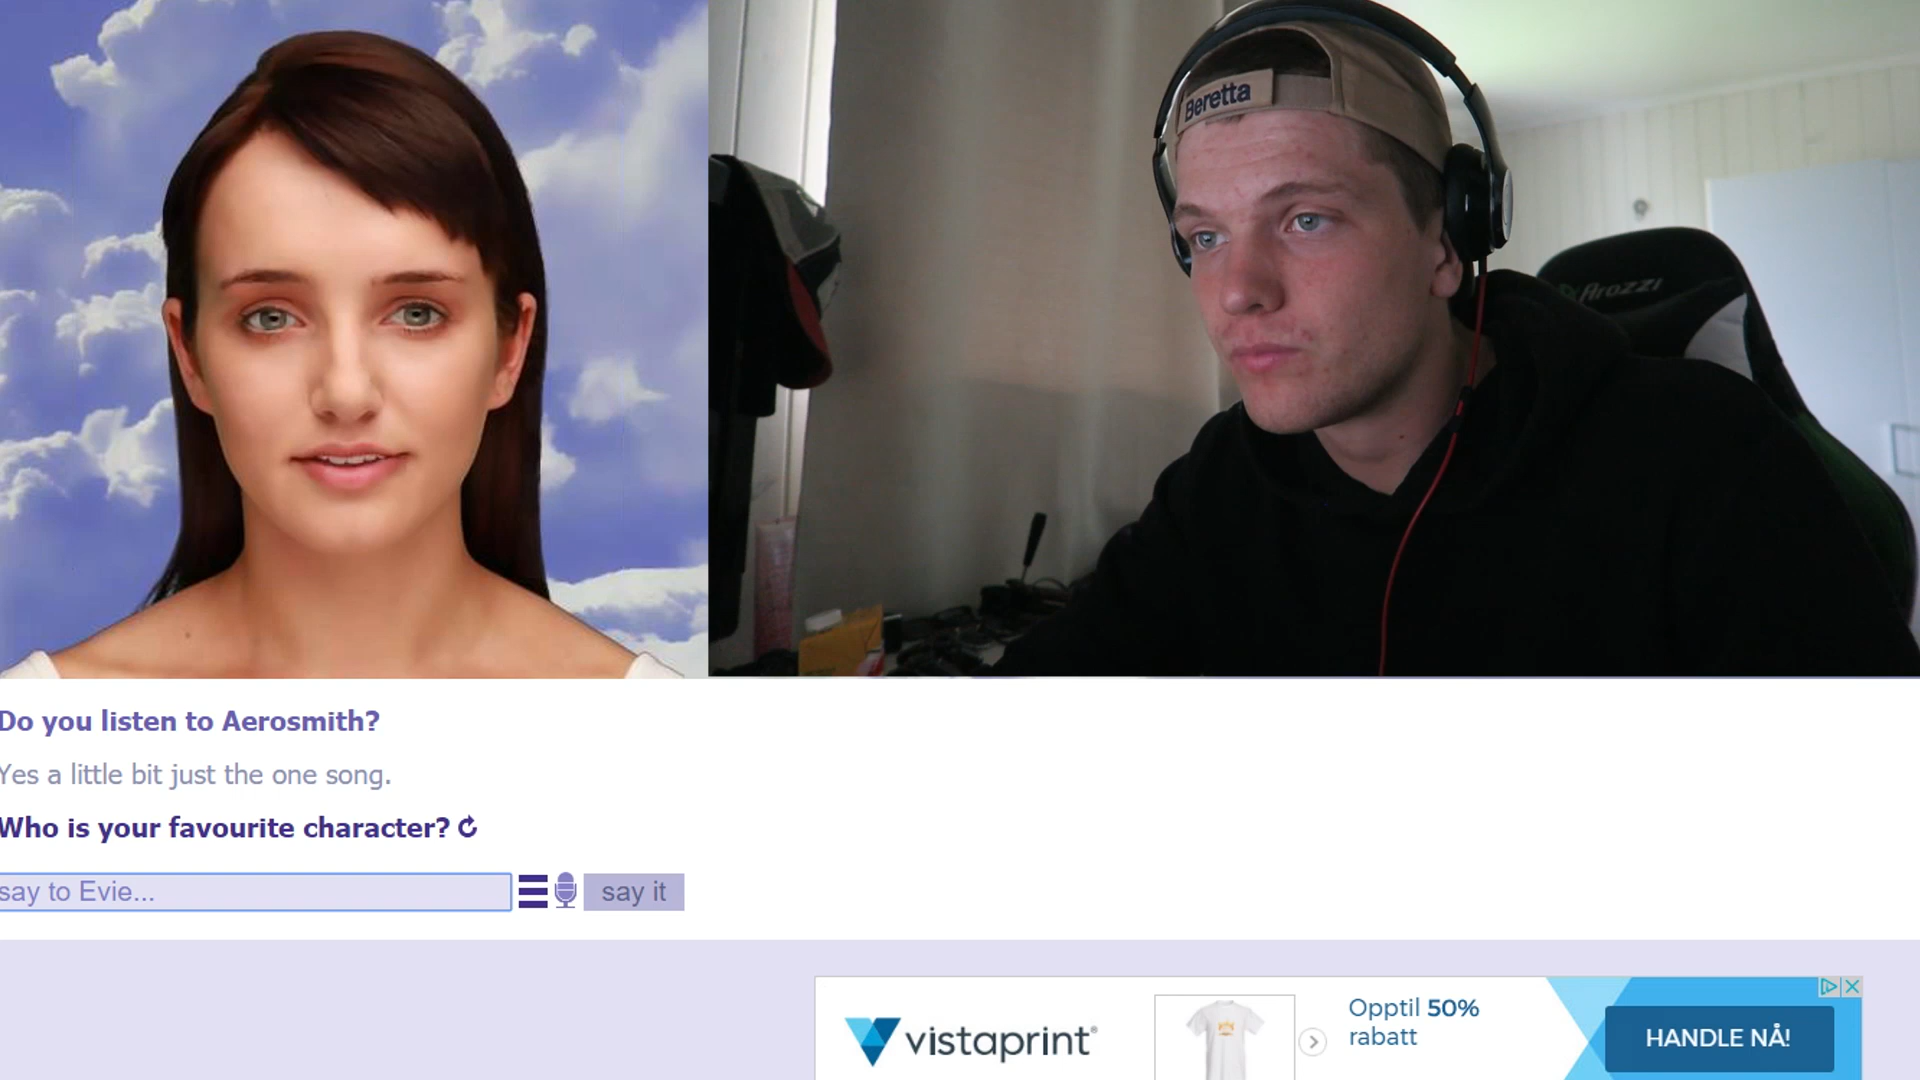 Beretta
Arozzi
Do you listen to Aerosmith?
Yes a little bit just the one song.
Who is your favourite character?
say to Evie...
say it
vistaprint®
Opptil 50%
rabatt
HANDLE NÅ!